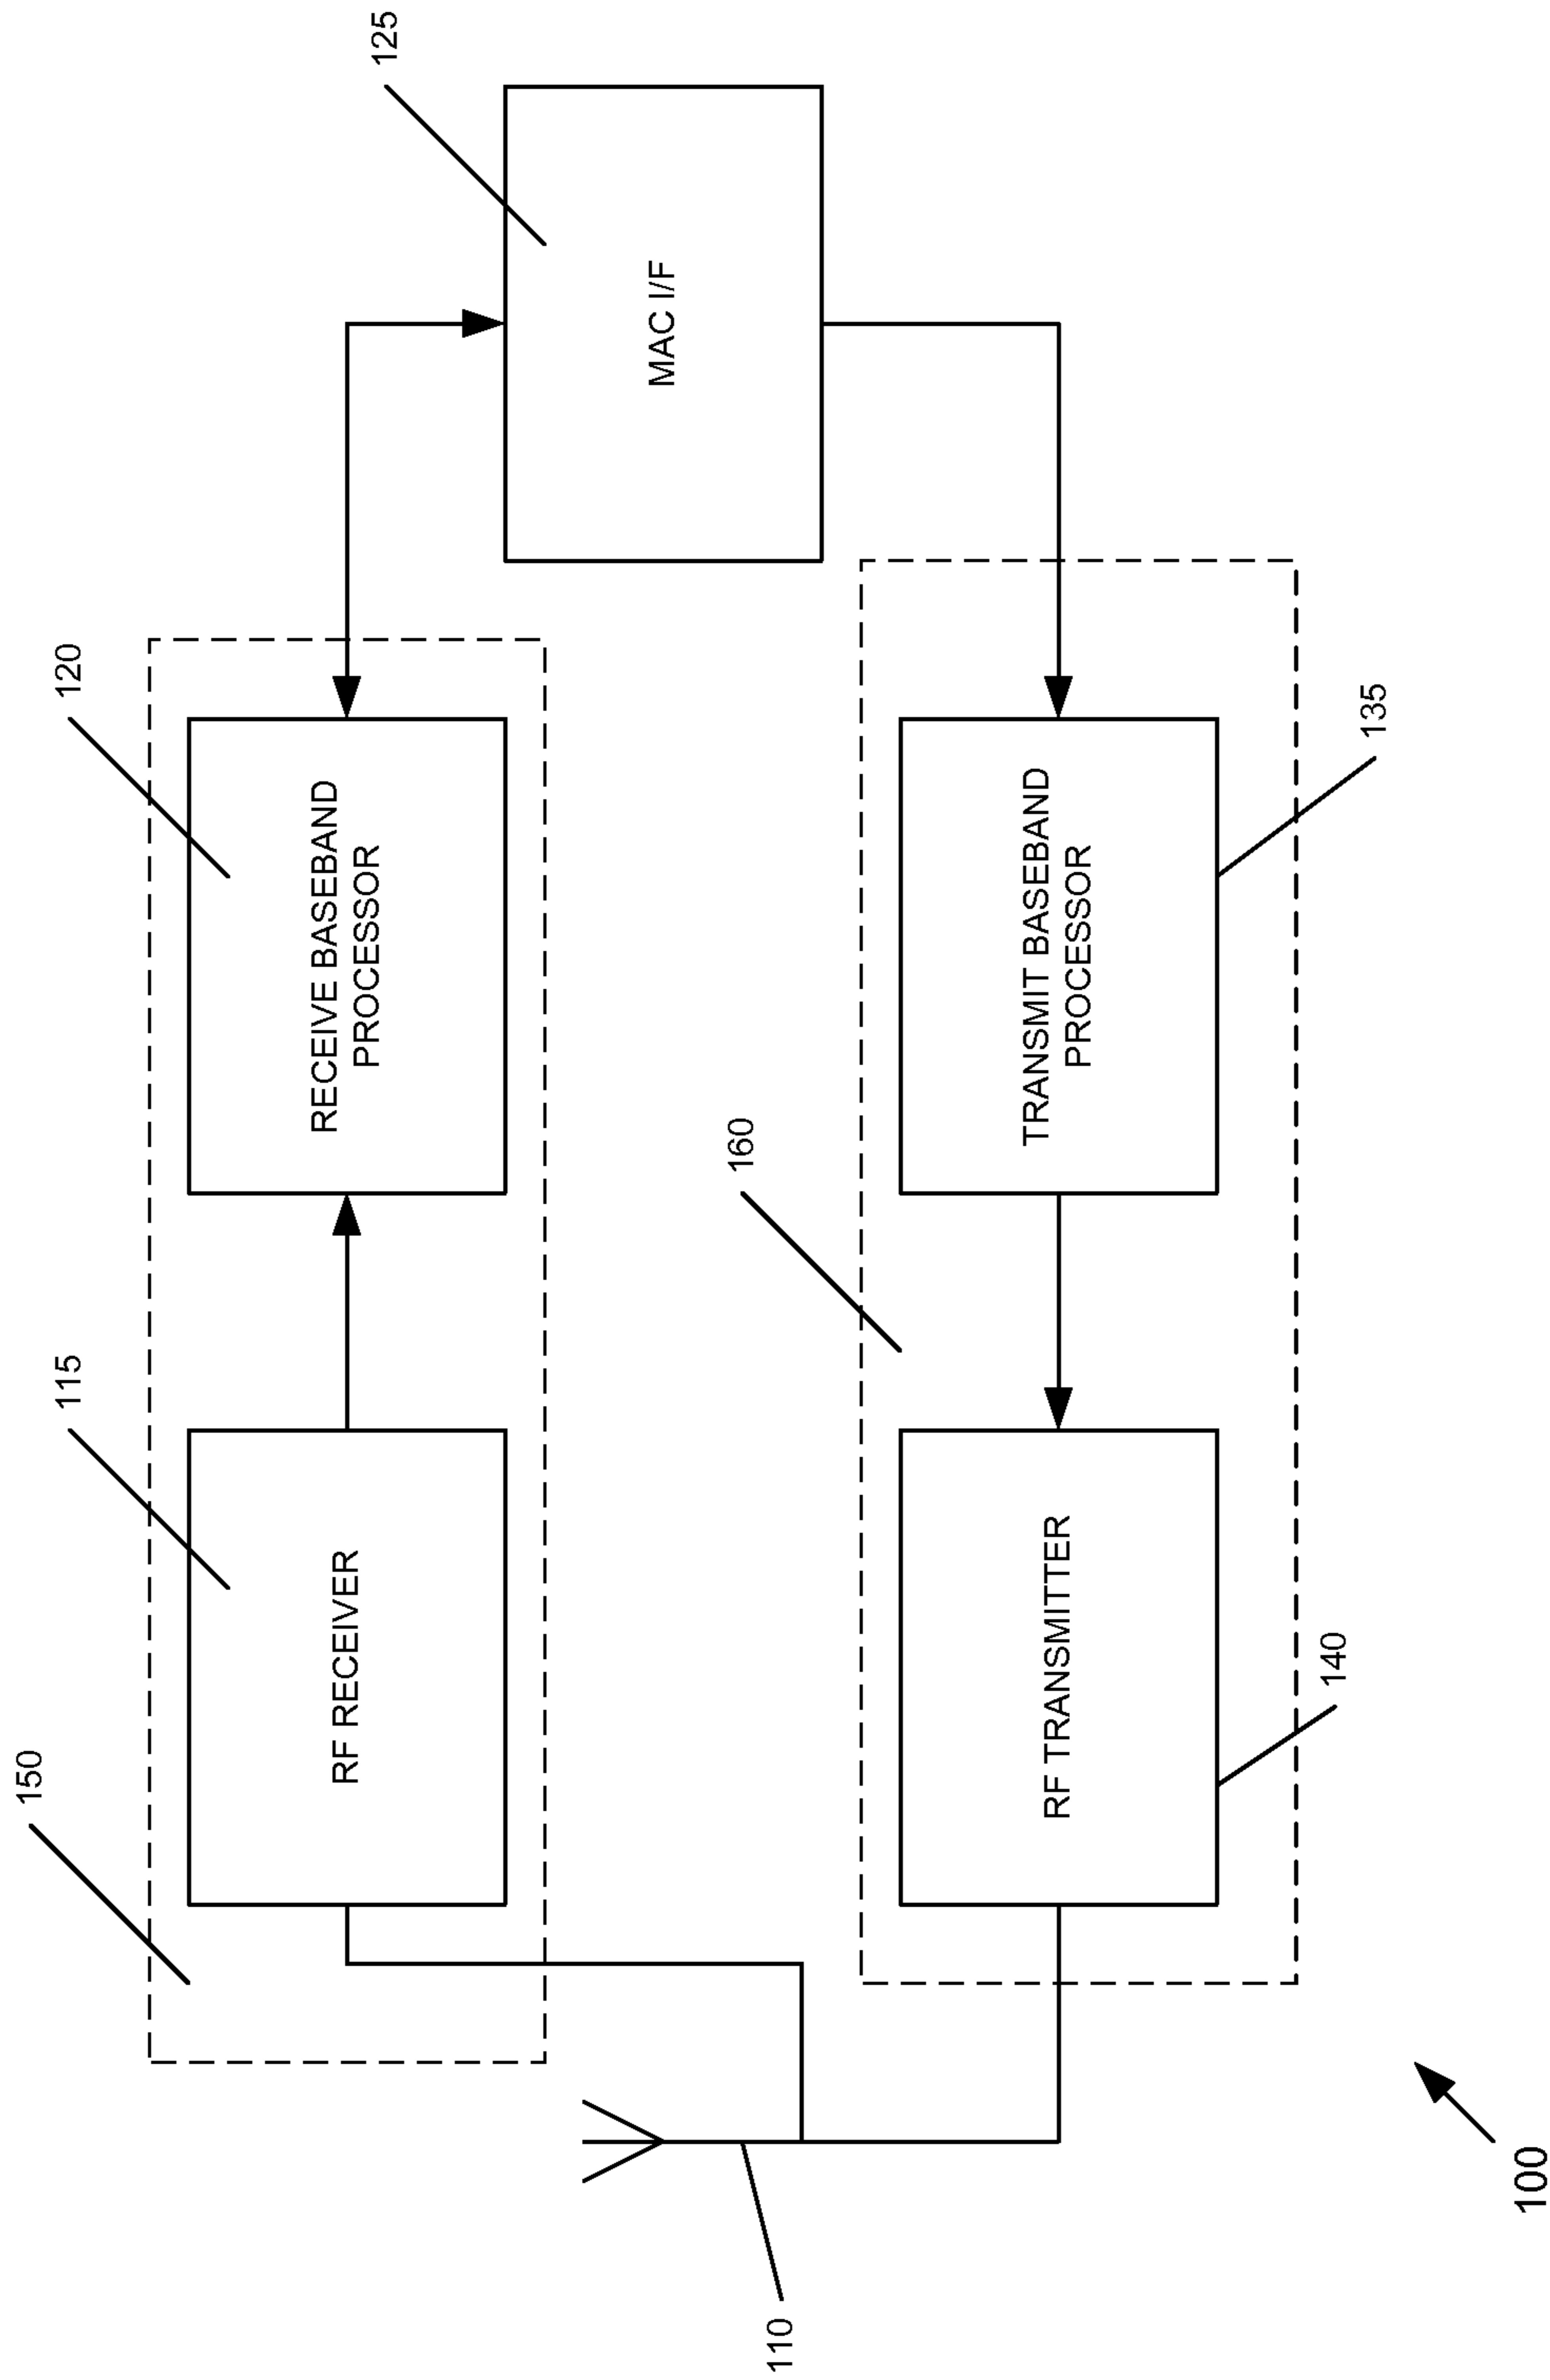 150
115
120
125
RF RECEIVER
RECEIVE BASEBAND
PROCESSOR
MAC I/F
110
160
RF TRANSMITTER
TRANSMIT BASEBAND
PROCESSOR
140
135
100